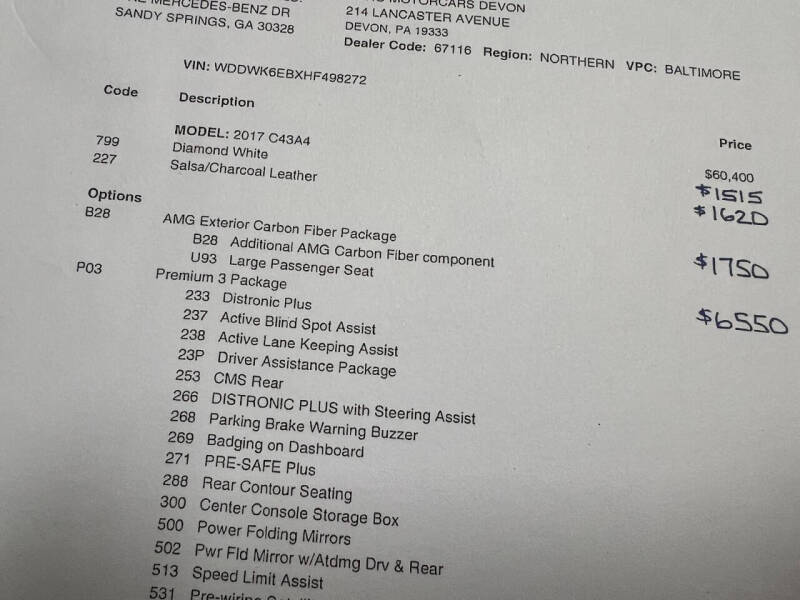 MERCEDES-BENZ DR
SANDY SPRINGS, GA 30328
MOTORCARS DEVON
214 LANCASTER AVENUE
DEVON, PA 19333
Dealer Code: 67116 Region: NORTHERN VPC: BALTIMORE
VIN: WDDWK6EBXHF498272
Code Description Price
MODEL: 2017 C43A4 $60,400
799 Diamond White $1515
227 Salsa/Charcoal Leather $1620
Options
B28 AMG Exterior Carbon Fiber Package $1750
B28 Additional AMG Carbon Fiber component
U93 Large Passenger Seat
P03 Premium 3 Package $6550
233 Distronic Plus
237 Active Blind Spot Assist
238 Active Lane Keeping Assist
23P Driver Assistance Package
253 CMS Rear
266 DISTRONIC PLUS with Steering Assist
268 Parking Brake Warning Buzzer
269 Badging on Dashboard
271 PRE-SAFE Plus
288 Rear Contour Seating
300 Center Console Storage Box
500 Power Folding Mirrors
502 Pwr Fld Mirror w/Atdmg Drv & Rear
513 Speed Limit Assist
531 Pre-wiring